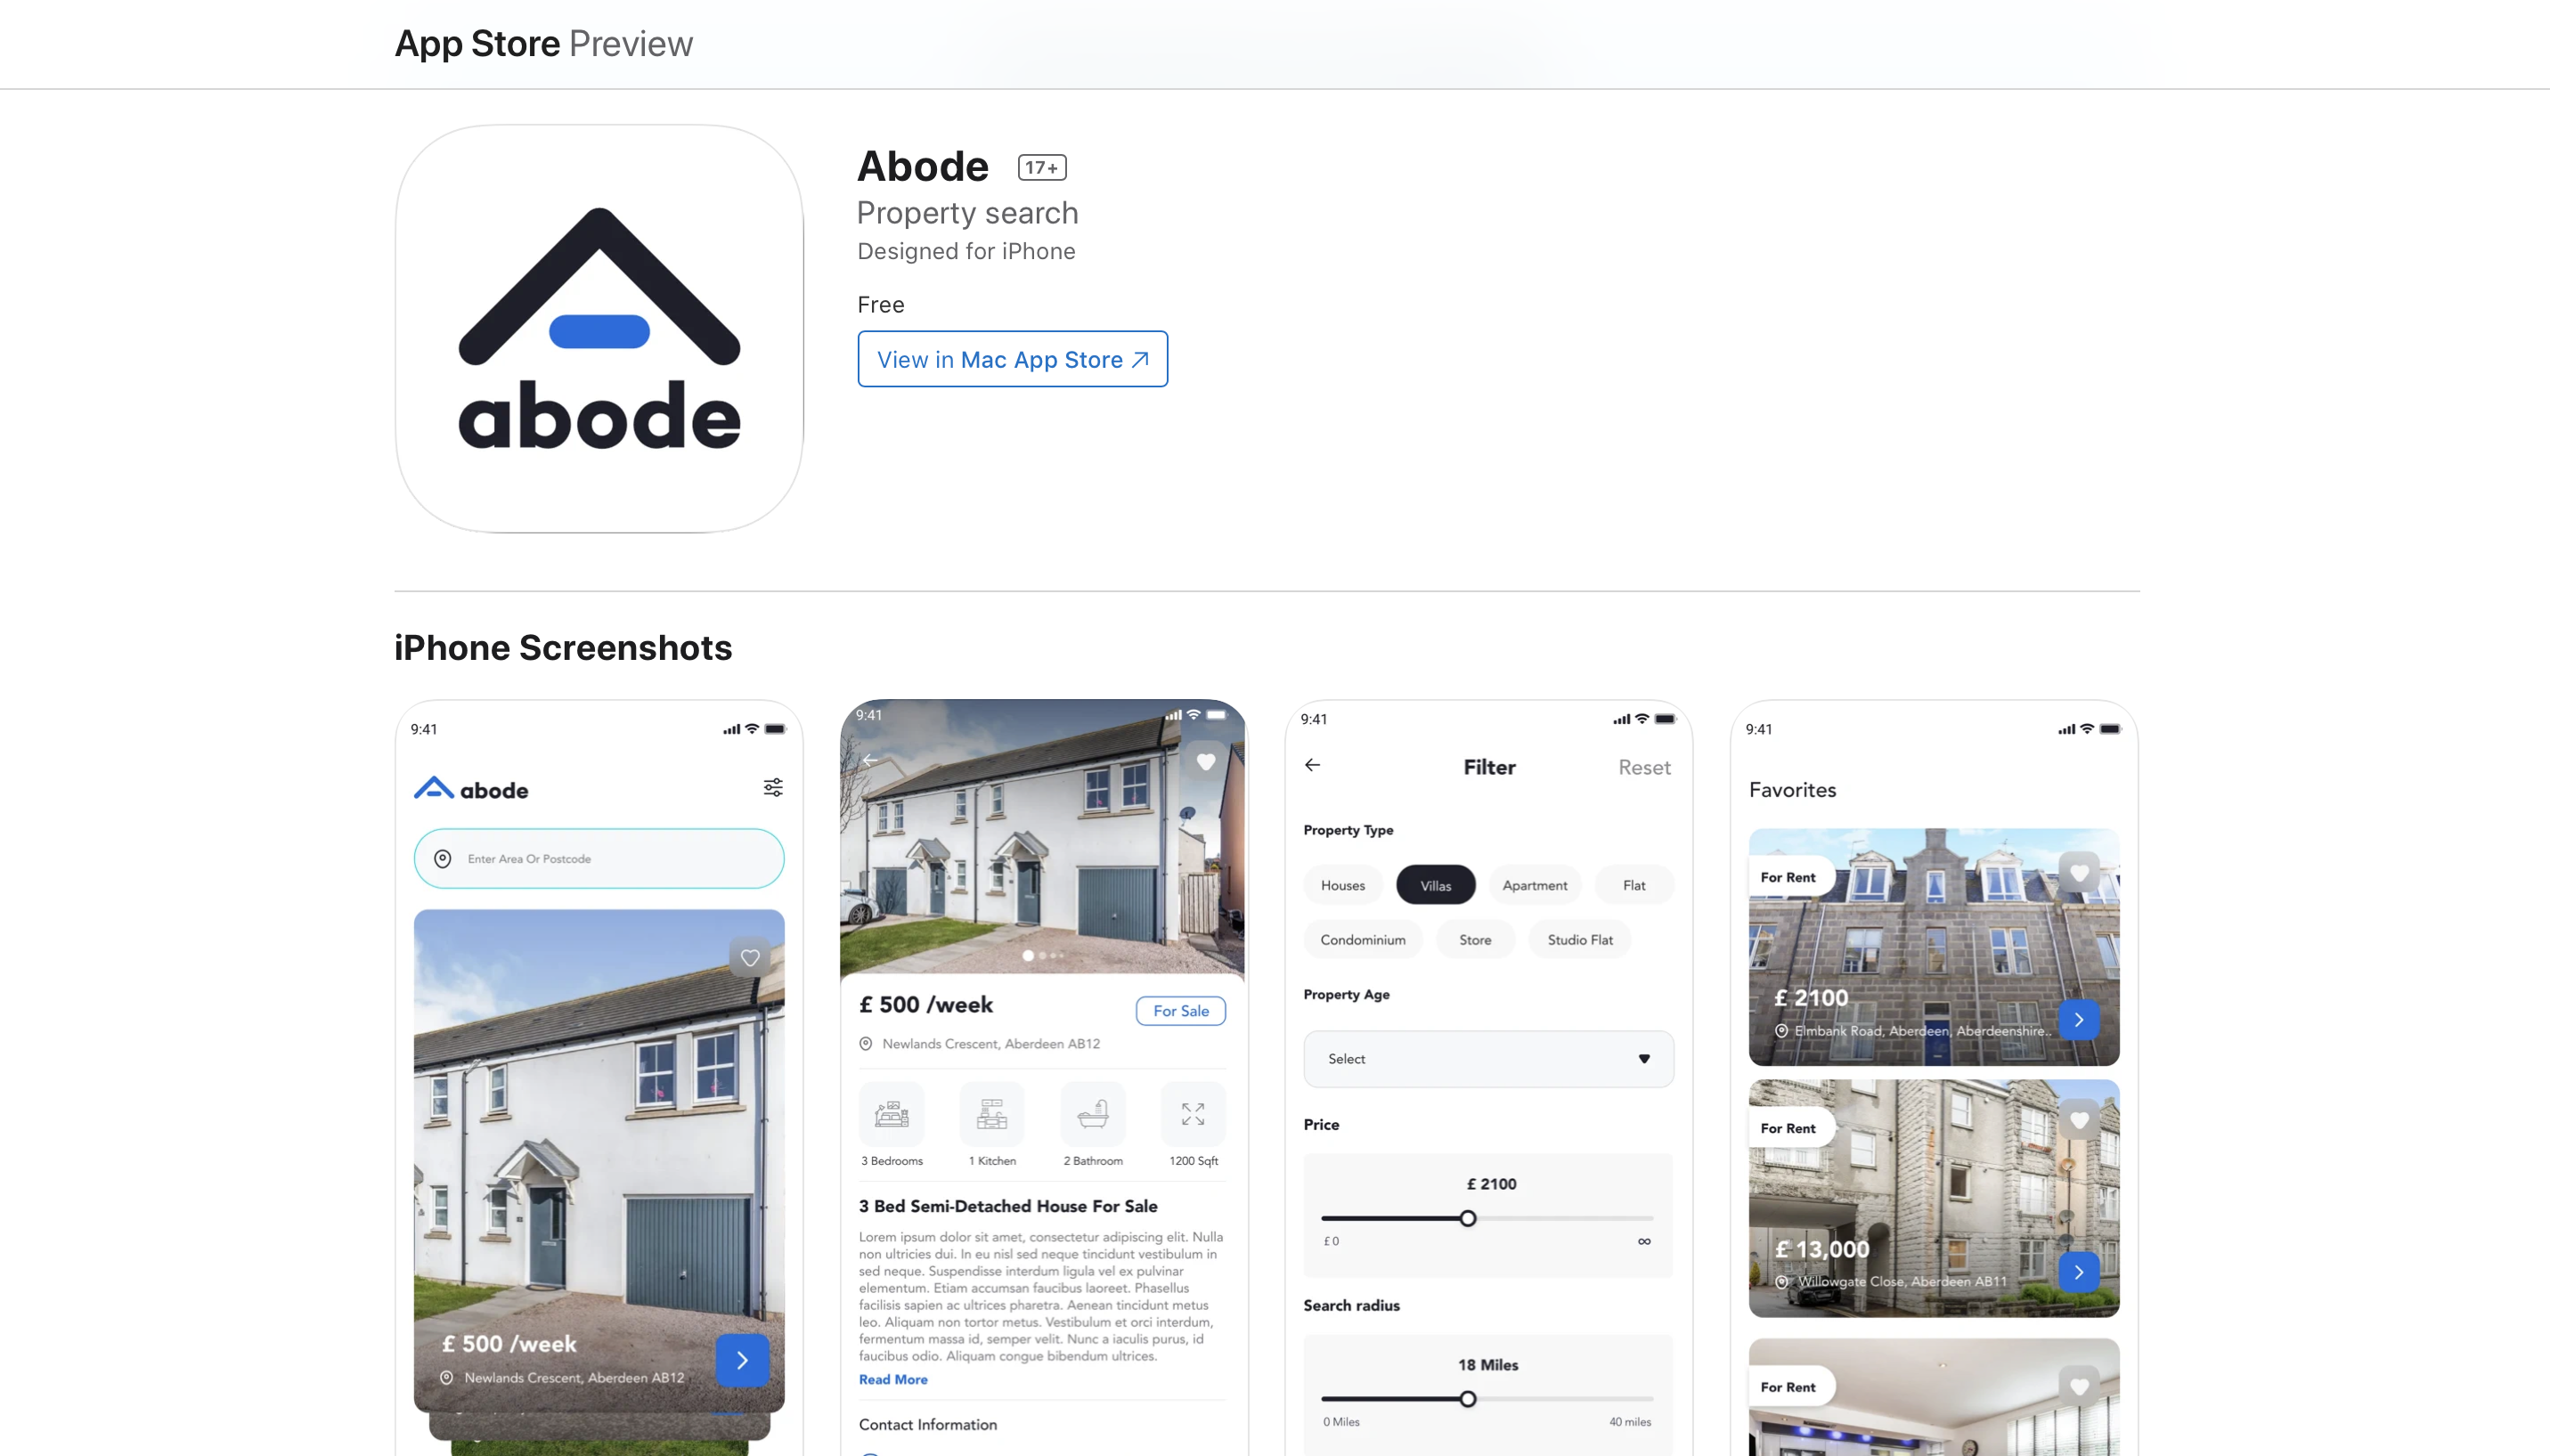 App Store Preview
abode
Abode 17+
Property search
Designed for iPhone
Free
View in Mac App Store
iPhone Screenshots
9:41
abode
Enter Area Or Postcode
£ 500 /week
Newlands Crescent, Aberdeen AB12
9:41
£ 500 /week
For Sale
Newlands Crescent, Aberdeen AB12
3 Bedrooms
1 Kitchen
2 Bathroom
1200 Sqft
3 Bed Semi-Detached House For Sale
Lorem ipsum dolor sit amet, consectetur adipiscing elit. Nulla
non ultricies dui. In eu nisl sed neque tincidunt vestibulum in
sed neque. Suspendisse interdum ligula vel ex pulvinar
elementum. Etiam accumsan faucibus laoreet. Phasellus
facilisis sapien ac ultrices pharetra. Aenean tincidunt metus
leo. Aliquam non tortor metus. Vestibulum et orci interdum,
fermentum massa id, semper velit. Nunc a iaculis purus, id
faucibus odio. Aliquam congue bibendum ultrices.
Read More
Contact Information
9:41
Filter
Reset
Property Type
Houses
Villas
Apartment
Flat
Condominium
Store
Studio Flat
Property Age
Select
Price
£ 2100
£ 0
∞
Search radius
18 Miles
0 Miles
40 miles
9:41
Favorites
For Rent
£ 2100
Elmbank Road, Aberdeen, Aberdeenshire..
For Rent
£ 13,000
Willowgate Close, Aberdeen AB11
For Rent